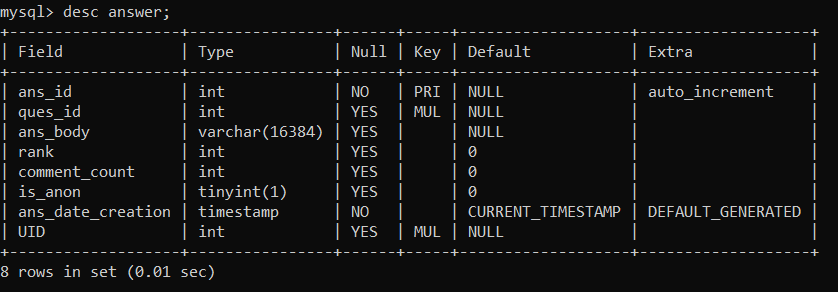 mysql> desc answer;
+-------------------+----------------+------+-----+-------------------+-------------------+
| Field             | Type           | Null | Key | Default           | Extra             |
+-------------------+----------------+------+-----+-------------------+-------------------+
| ans_id            | int            | NO   | PRI | NULL              | auto_increment    |
| ques_id           | int            | YES  | MUL | NULL              |                   |
| ans_body          | varchar(16384) | YES  |     | NULL              |                   |
| rank              | int            | YES  |     | 0                 |                   |
| comment_count     | int            | YES  |     | 0                 |                   |
| is_anon           | tinyint(1)     | YES  |     | 0                 |                   |
| ans_date_creation | timestamp      | NO   |     | CURRENT_TIMESTAMP | DEFAULT_GENERATED |
| UID               | int            | YES  | MUL | NULL              |                   |
+-------------------+----------------+------+-----+-------------------+-------------------+
8 rows in set (0.01 sec)